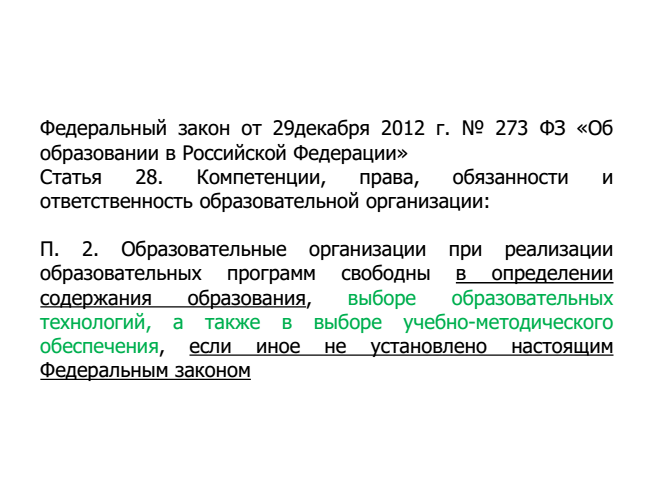 Федеральный закон от 29декабря 2012 г. № 273 ФЗ «Об
образовании в Российской Федерации»
Статья 28. Компетенции, права, обязанности и
ответственность образовательной организации:
П. 2. Образовательные организации при реализации
образовательных программ свободны в определении
содержания образования, выборе образовательных
технологий, а также в выборе учебно-методического
обеспечения, если иное не установлено настоящим
Федеральным законом